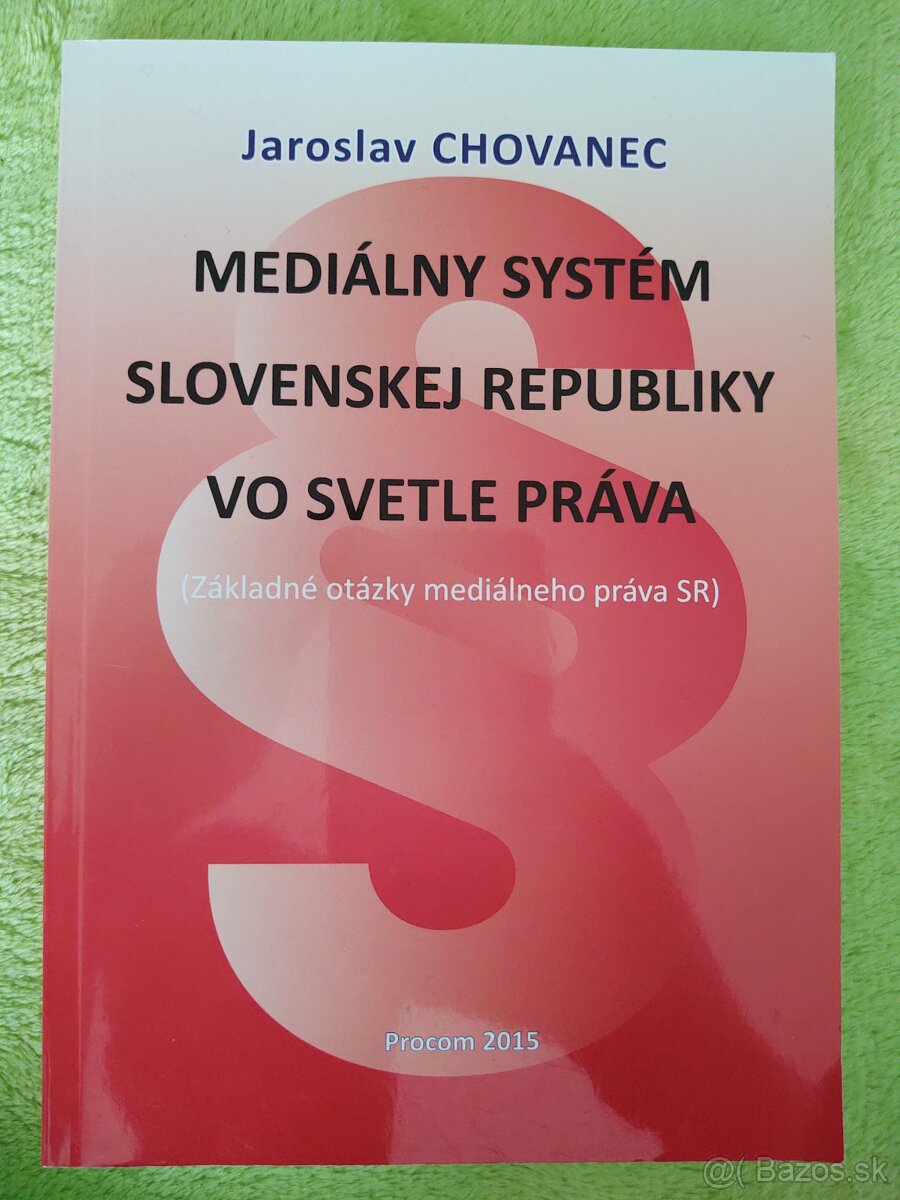 Jaroslav CHOVANEC
MEDIÁLNY SYSTÉM
SLOVENSKEJ REPUBLIKY
VO SVETLE PRÁVA
(Základné otázky mediálneho práva SR)
Procom 2015
@( Bazos.sk